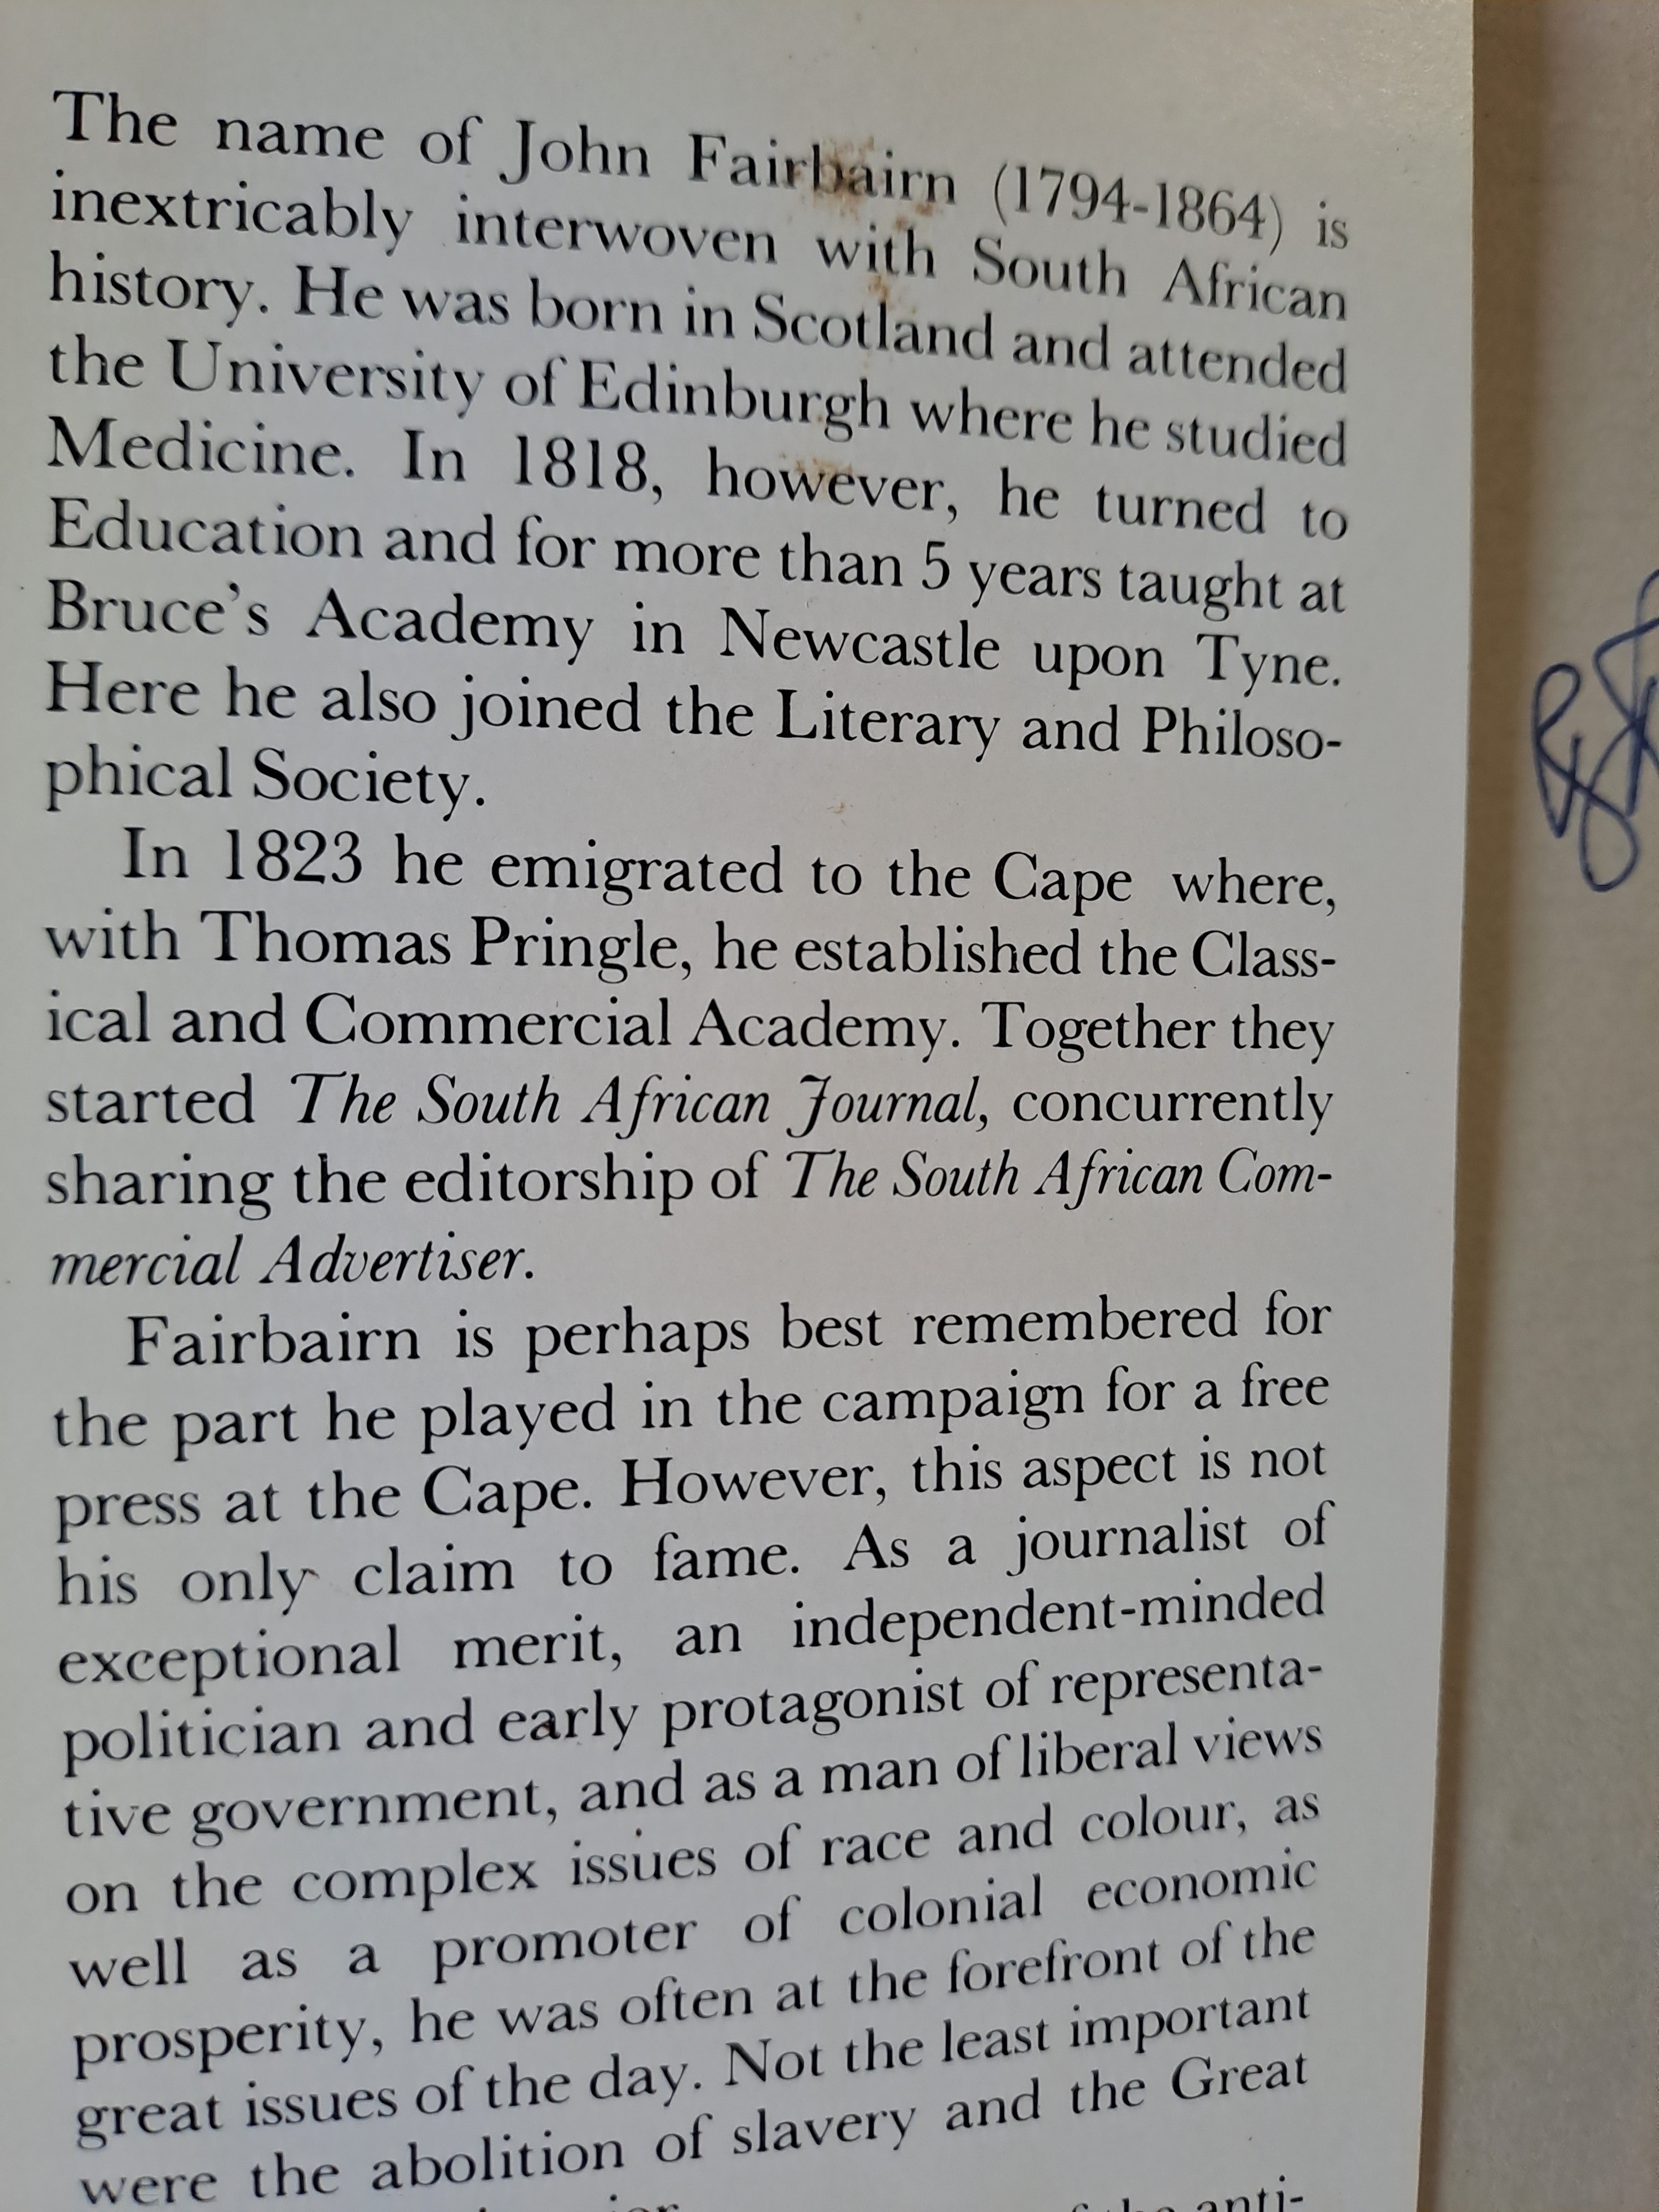 The name of John Fairbairn (1794-1864) is
inextricably interwoven with South African
history. He was born in Scotland and attended
the University of Edinburgh where he studied
Medicine. In 1818, however, he turned to
Education and for more than 5 years taught at
Bruce’s Academy in Newcastle upon Tyne.
Here he also joined the Literary and Philoso-
phical Society.
In 1823 he emigrated to the Cape where,
with Thomas Pringle, he established the Class-
ical and Commercial Academy. Together they
started The South African Journal, concurrently
sharing the editorship of The South African Com-
mercial Advertiser.
Fairbairn is perhaps best remembered for
the part he played in the campaign for a free
press at the Cape. However, this aspect is not
his only claim to fame. As a journalist of
exceptional merit, an independent-minded
politician and early protagonist of representa-
tive government, and as a man of liberal views
on the complex issues of race and colour, as
well as a promoter of colonial economic
prosperity, he was often at the forefront of the
great issues of the day. Not the least important
were the abolition of slavery and the Great
of the anti-